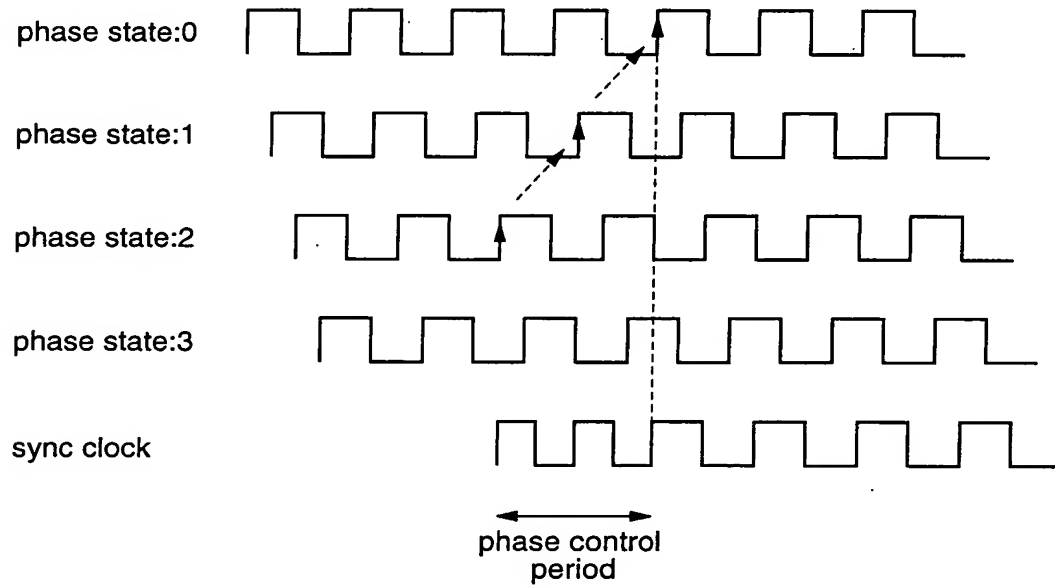 phase state:0
phase state:1
phase state:2
phase state:3
sync clock
phase control
period